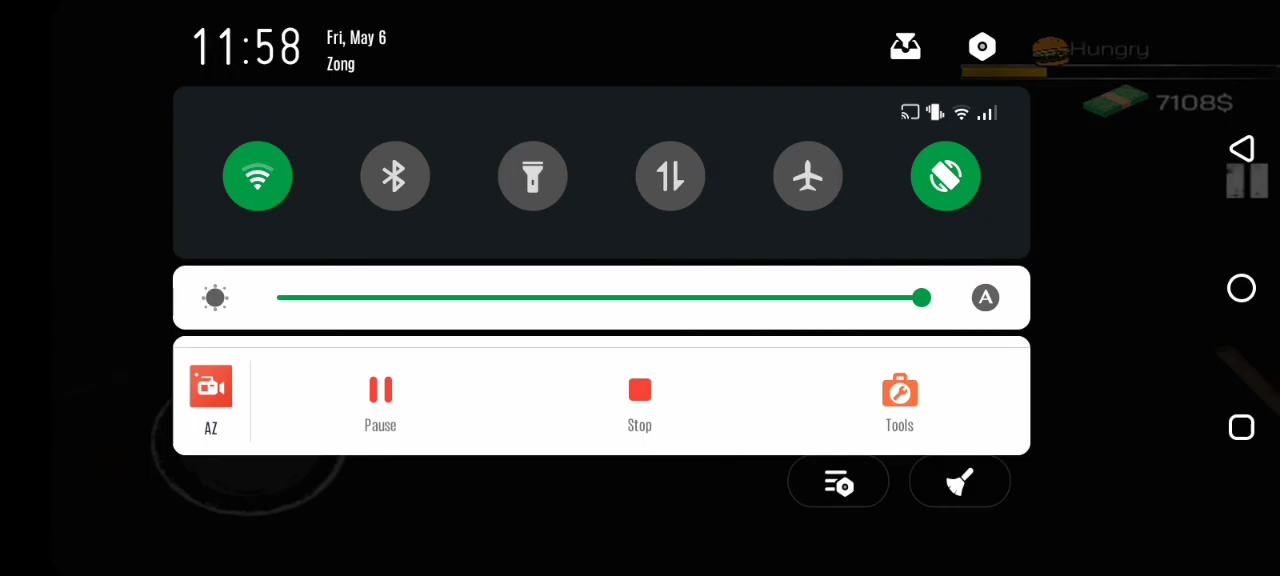 11:58
Fri, May 6
Zong
Hungry
7108$
A
AZ
Pause
Stop
Tools